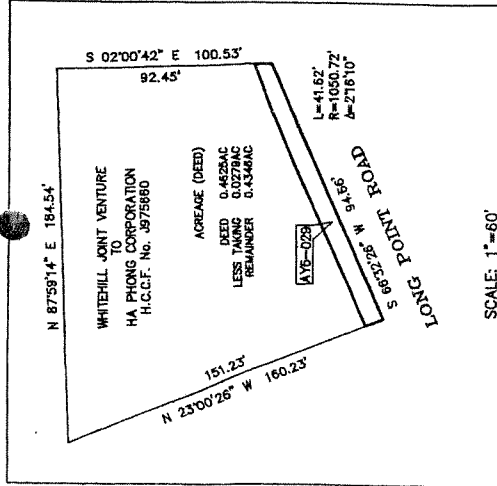 S 02°00'42" E 100.53'
92.45'
N 87°59'14" E 184.54'
WHITEHILL JOINT VENTURE
TO
HA PHONG CORPORATION
H.C.C.F. No. J975660
ACREAGE (DEED)
DEED 0.4625AC
LESS TAKING 0.0279AC
REMAINDER 0.4346AC
L=41.62'
R=1050.72'
Δ=2°16'10"
AY6-029
S 66°32'26" W 94.56'
LONG POINT ROAD
151.23'
N 23°00'26" W 160.23'
SCALE: 1"=60'